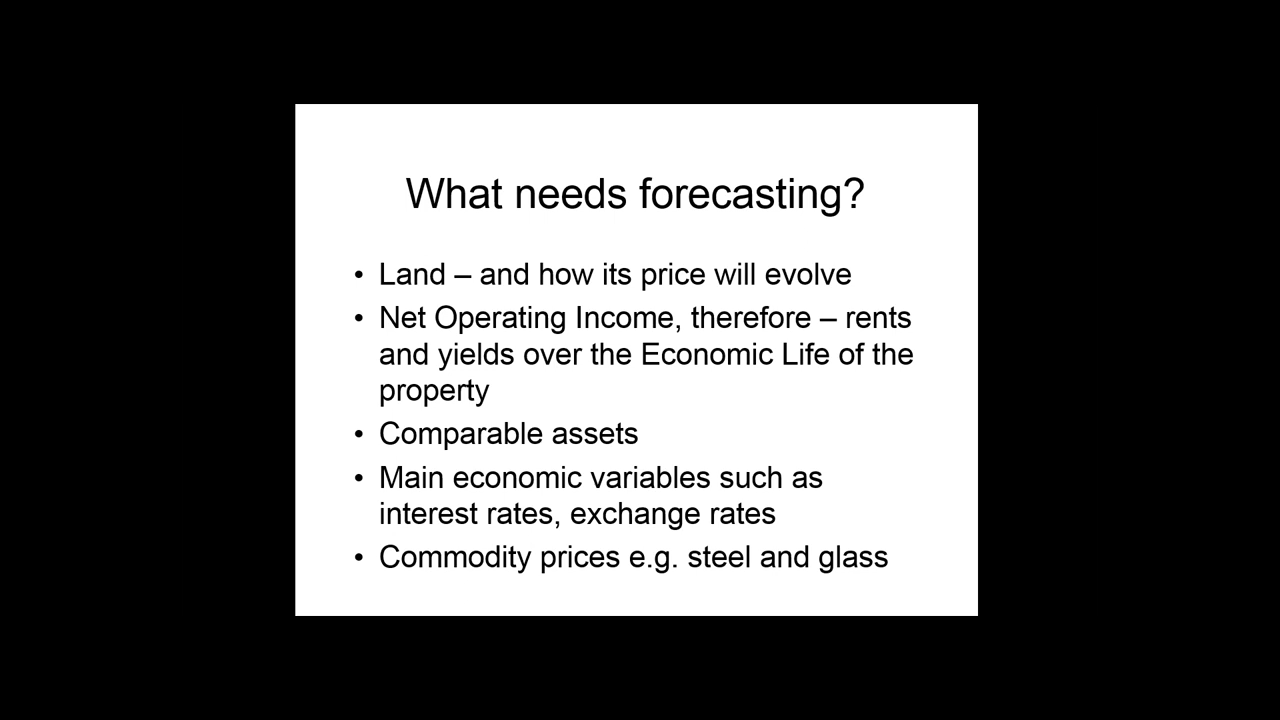 What needs forecasting?
• Land – and how its price will evolve
• Net Operating Income, therefore – rents
and yields over the Economic Life of the
property
• Comparable assets
• Main economic variables such as
interest rates, exchange rates
• Commodity prices e.g. steel and glass